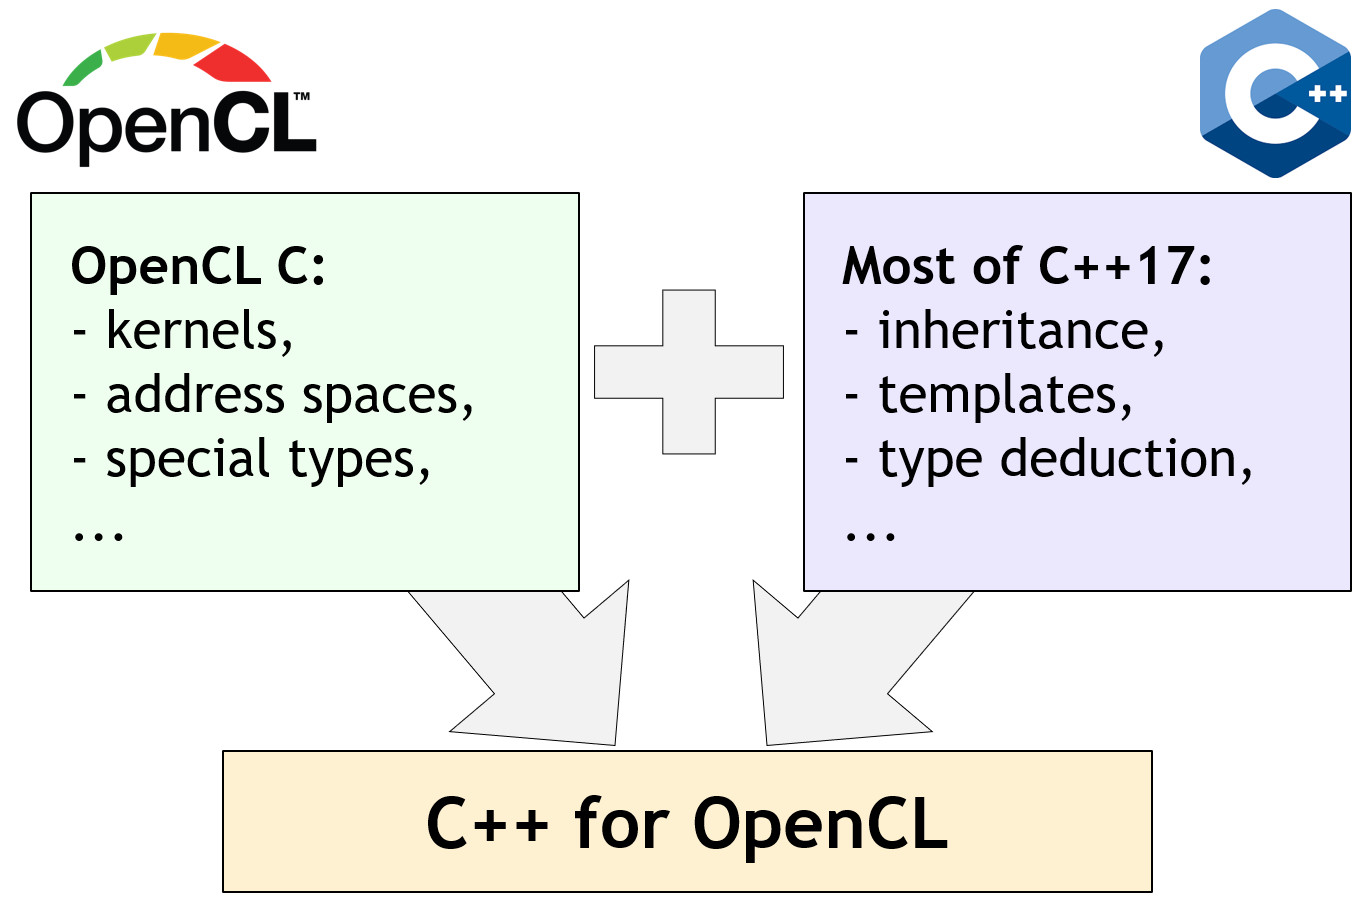 OpenCL™
C++
OpenCL C:
- kernels,
- address spaces,
- special types,
...
Most of C++17:
- inheritance,
- templates,
- type deduction,
...
C++ for OpenCL